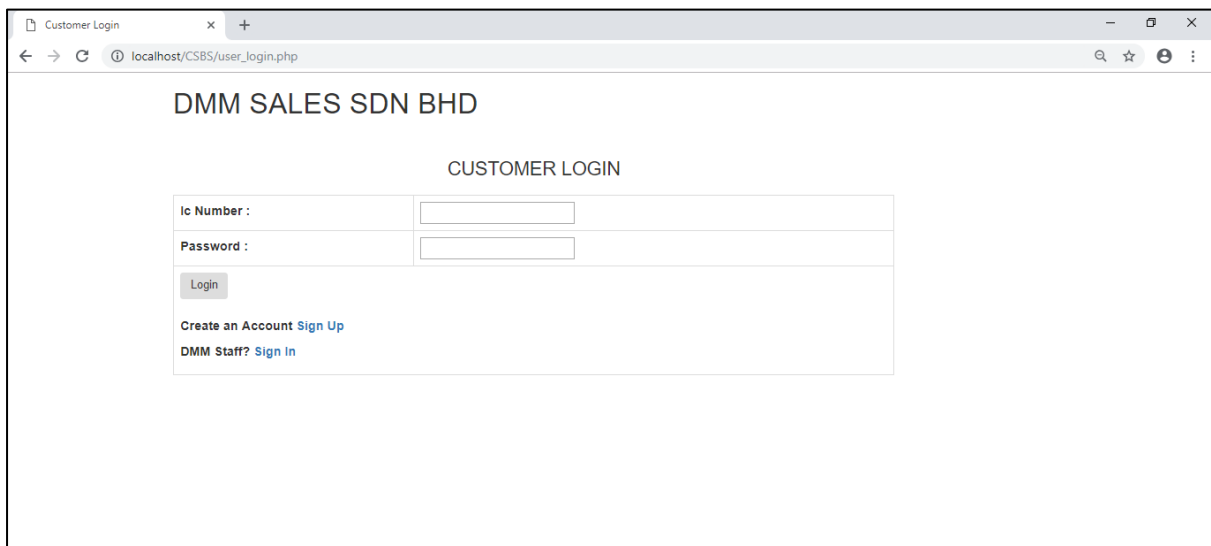 Customer Login
localhost/CSBS/user_login.php
DMM SALES SDN BHD
CUSTOMER LOGIN
Ic Number :
Password :
Login
Create an Account Sign Up
DMM Staff? Sign In